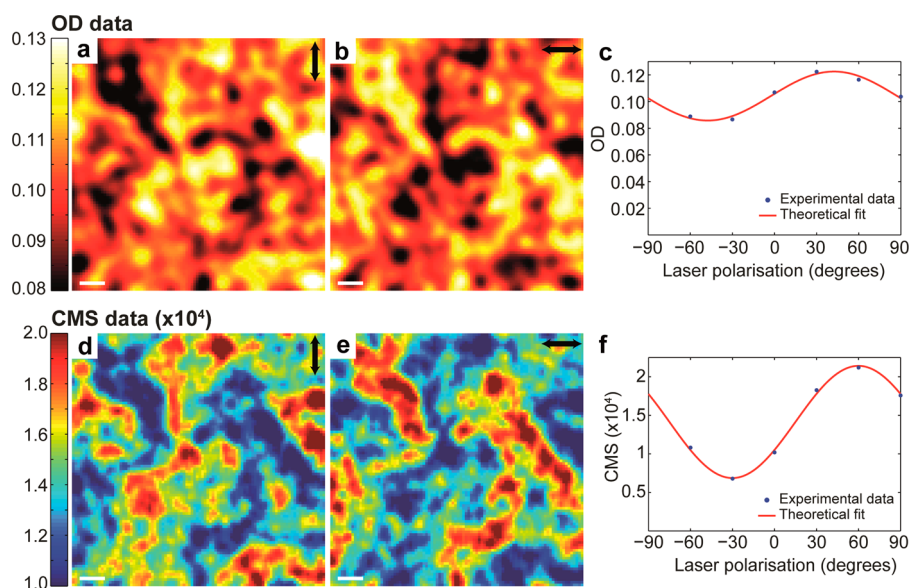 OD data
0.13
0.12
0.11
0.10
0.09
0.08
a
b
c
0.12
0.10
0.08
0.06
0.04
0.02
OD
Experimental data
Theoretical fit
−90 −60 −30 0 30 60 90
Laser polarisation (degrees)
CMS data (x10⁴)
2.0
1.8
1.6
1.4
1.2
1.0
d
e
f
2
1.5
1
0.5
CMS (x10⁴)
Experimental data
Theoretical fit
−90 −60 −30 0 30 60 90
Laser polarisation (degrees)